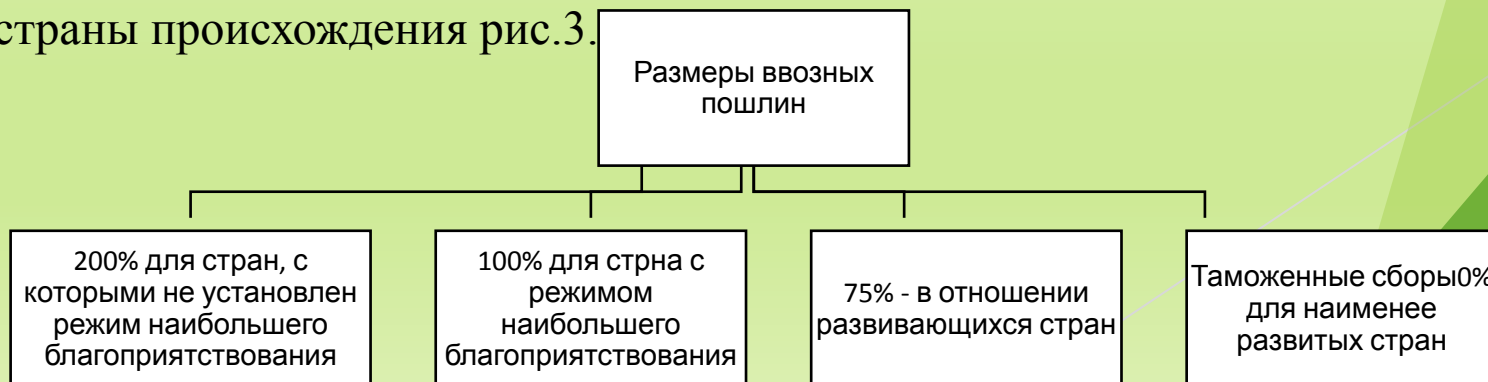 страны происхождения рис.3.
Размеры ввозных
пошлин
200% для стран, с
которыми не установлен
режим наибольшего
благоприятствования
100% для стрна с
режимом
наибольшего
благоприятствования
75% - в отношении
развивающихся стран
Таможенные сборы0%
для наименее
развитых стран